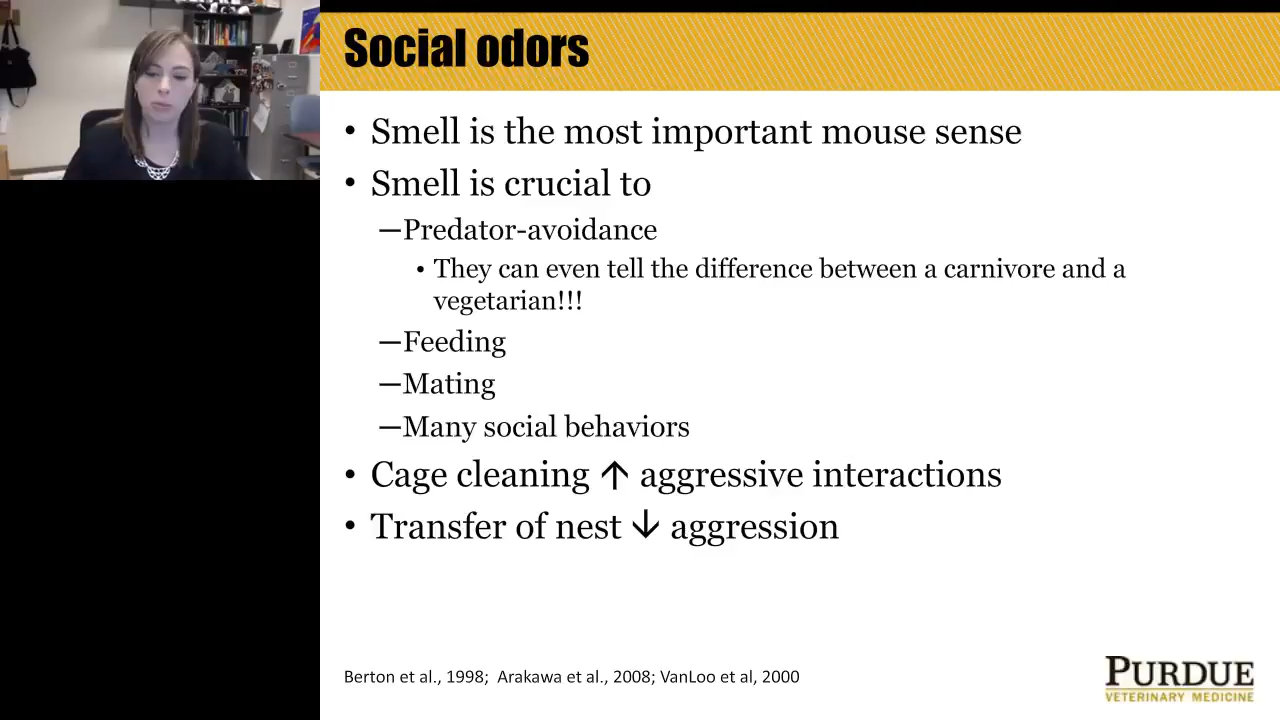 Social odors
• Smell is the most important mouse sense
• Smell is crucial to
–Predator-avoidance
• They can even tell the difference between a carnivore and a
vegetarian!!!
–Feeding
–Mating
–Many social behaviors
• Cage cleaning ↑ aggressive interactions
• Transfer of nest ↓ aggression
Berton et al., 1998;  Arakawa et al., 2008; VanLoo et al, 2000
PURDUE
VETERINARY MEDICINE